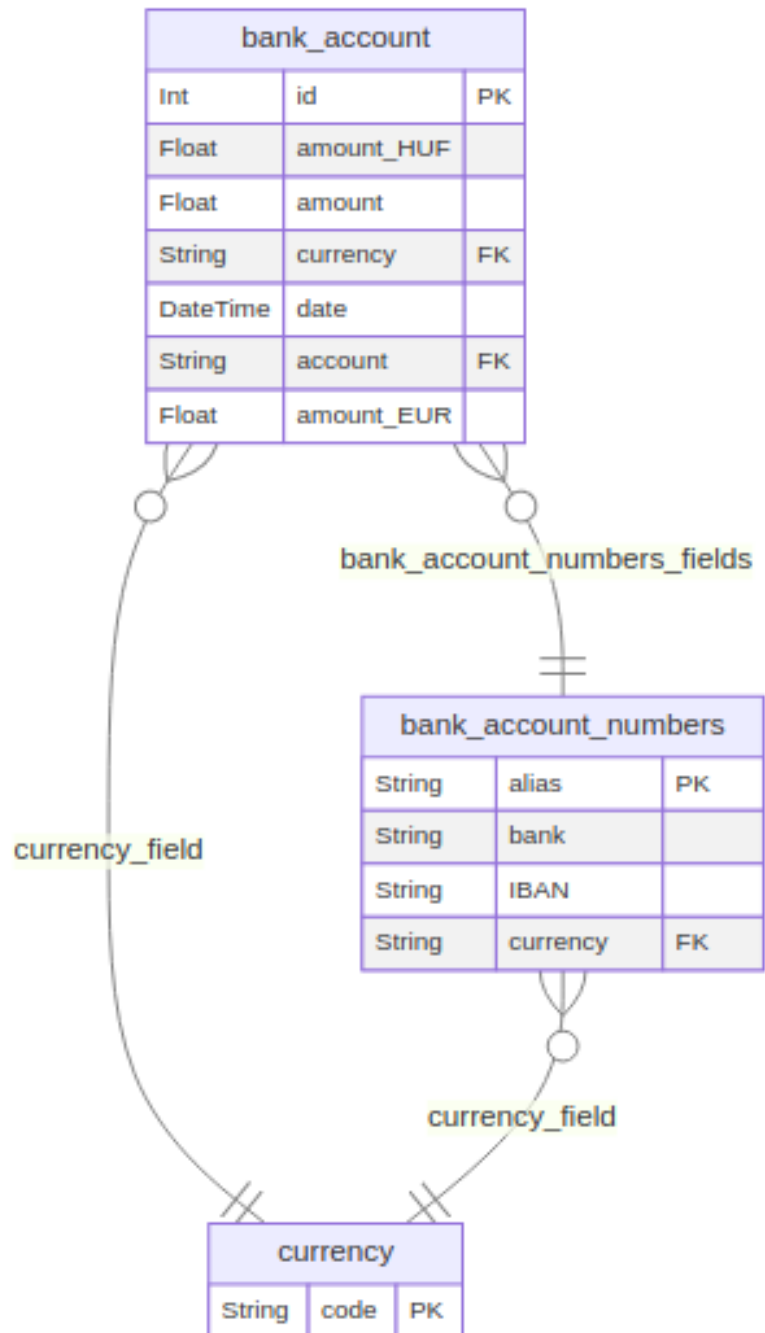 bank_account
Int id PK
Float amount_HUF
Float amount
String currency FK
DateTime date
String account FK
Float amount_EUR
bank_account_numbers_fields
bank_account_numbers
String alias PK
String bank
String IBAN
String currency FK
currency_field
currency_field
currency
String code PK